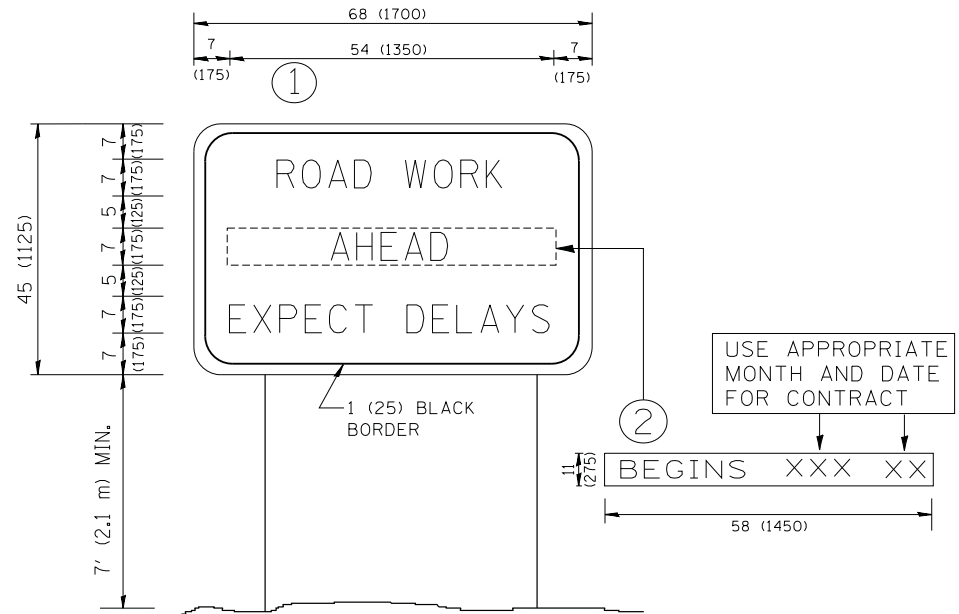 68 (1700)
7
(175)
54 (1350)
7
(175)
1
45 (1125)
7 (175)
7 (175)
5 (125)
7 (175)
5 (125)
7 (175)
7 (175)
ROAD WORK
AHEAD
EXPECT DELAYS
1 (25) BLACK
BORDER
7' (2.1 m) MIN.
USE APPROPRIATE
MONTH AND DATE
FOR CONTRACT
2
11
(275)
BEGINS XXX XX
58 (1450)